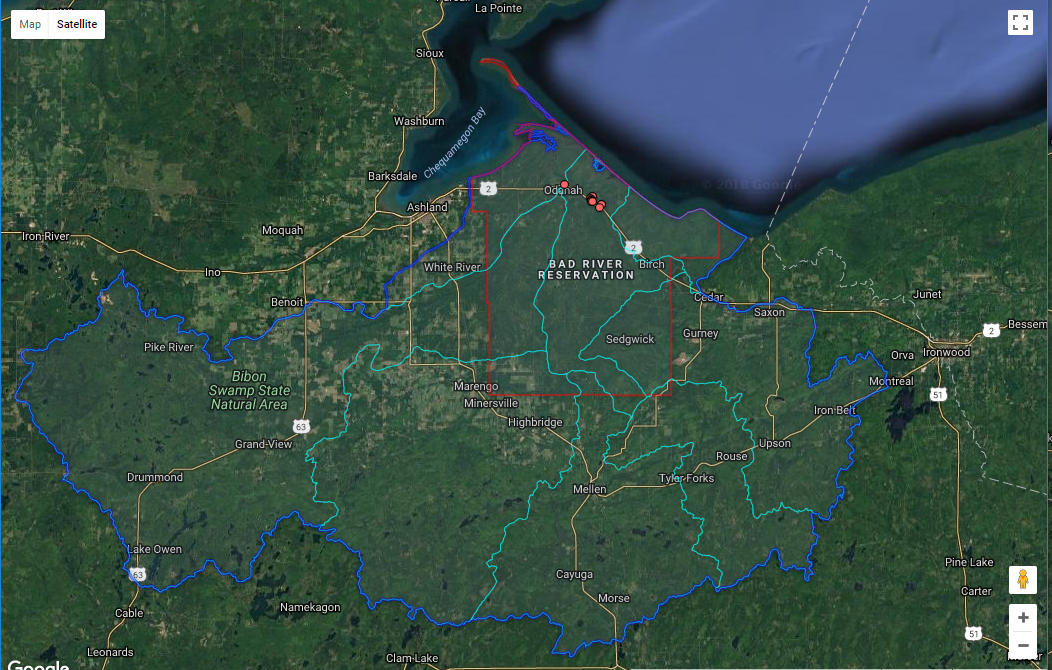 Map
Satellite
La Pointe
Sioux
Washburn
Chequamegon Bay
Barksdale
2
Odanah
© 2018 Google
Ashland
Moquah
Iron River
2
White River
BAD RIVER
RESERVATION
Birch
Ino
Benoit
Cedar
Junet
Saxon
2
Bessem
Pike River
Sedgwick
Gurney
Orva
Ironwood
Bibon
Swamp State
Natural Area
Marengo
Montreal
Minersville
51
63
Highbridge
Iron Belt
Grand View
Upson
Rouse
Drummond
Mellen
Tyler Forks
Lake Owen
63
Cayuga
Pine Lake
Carter
Cable
Namekagon
Morse
51
Leonards
Clam Lake
Google